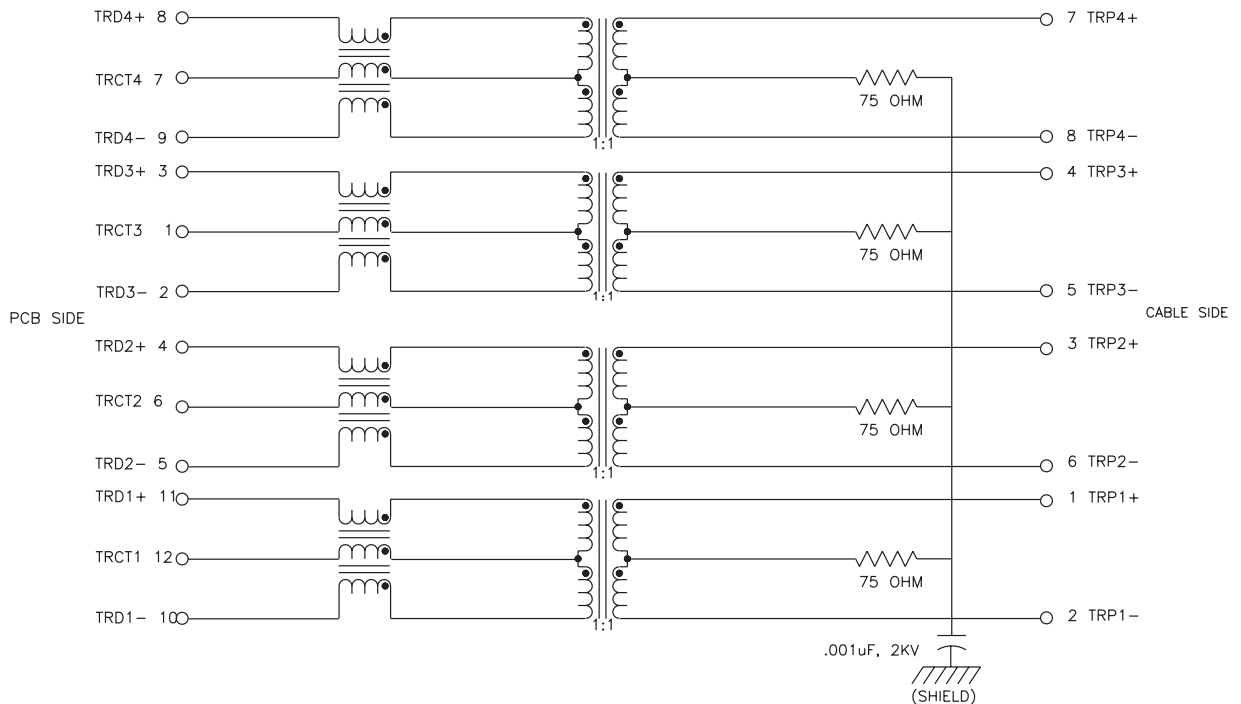 TRD4+ 8 7 TRP4+
TRCT4 7 75 OHM
TRD4- 9 1:1 8 TRP4-
TRD3+ 3 4 TRP3+
TRCT3 1 75 OHM
TRD3- 2 1:1 5 TRP3-
PCB SIDE CABLE SIDE
TRD2+ 4 3 TRP2+
TRCT2 6 75 OHM
TRD2- 5 1:1 6 TRP2-
TRD1+ 11 1 TRP1+
TRCT1 12 75 OHM
TRD1- 10 1:1 2 TRP1-
.001uF, 2KV
(SHIELD)